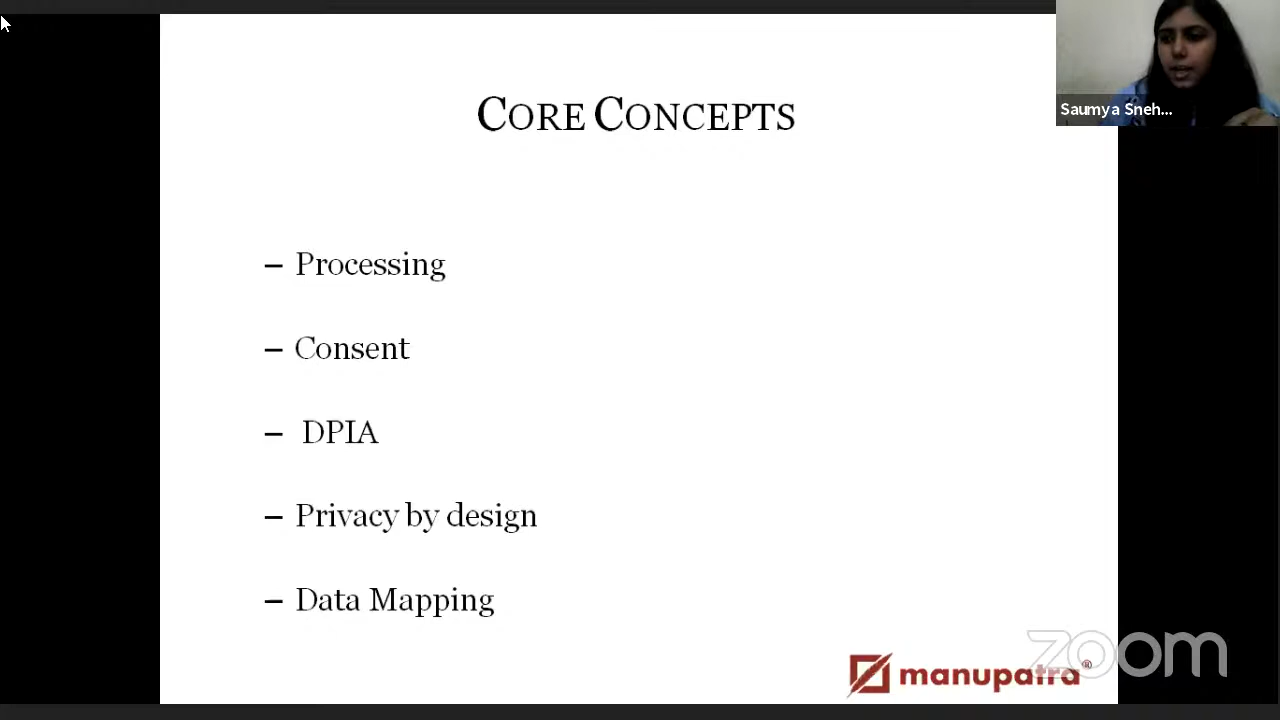 CORE CONCEPTS
Saumya Sneh...
– Processing
– Consent
– DPIA
– Privacy by design
– Data Mapping
zoom
manupatra®